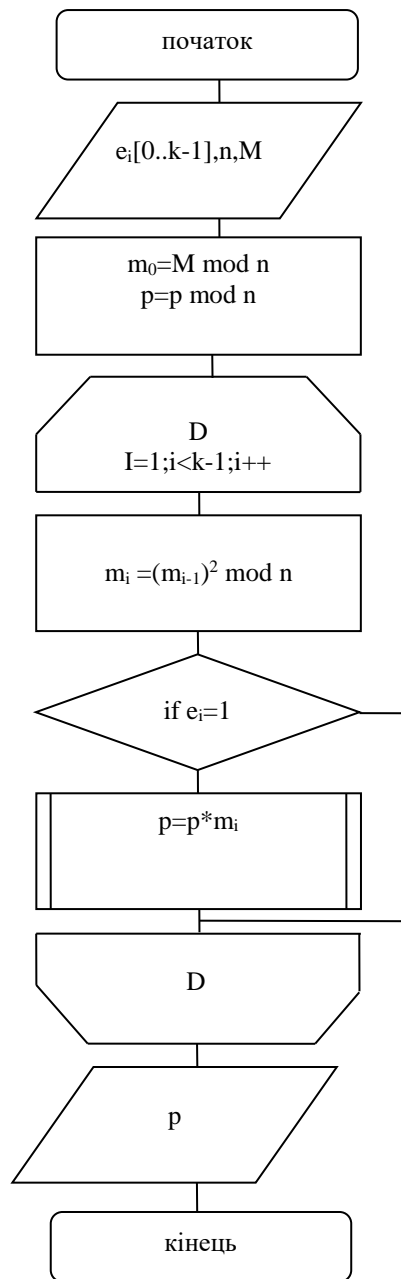 початок
eᵢ[0..k-1],n,M
m₀=M mod n
p=p mod n
D
I=1;i<k-1;i++
mᵢ =(mᵢ₋₁)² mod n
if eᵢ=1
p=p*mᵢ
D
p
кінець